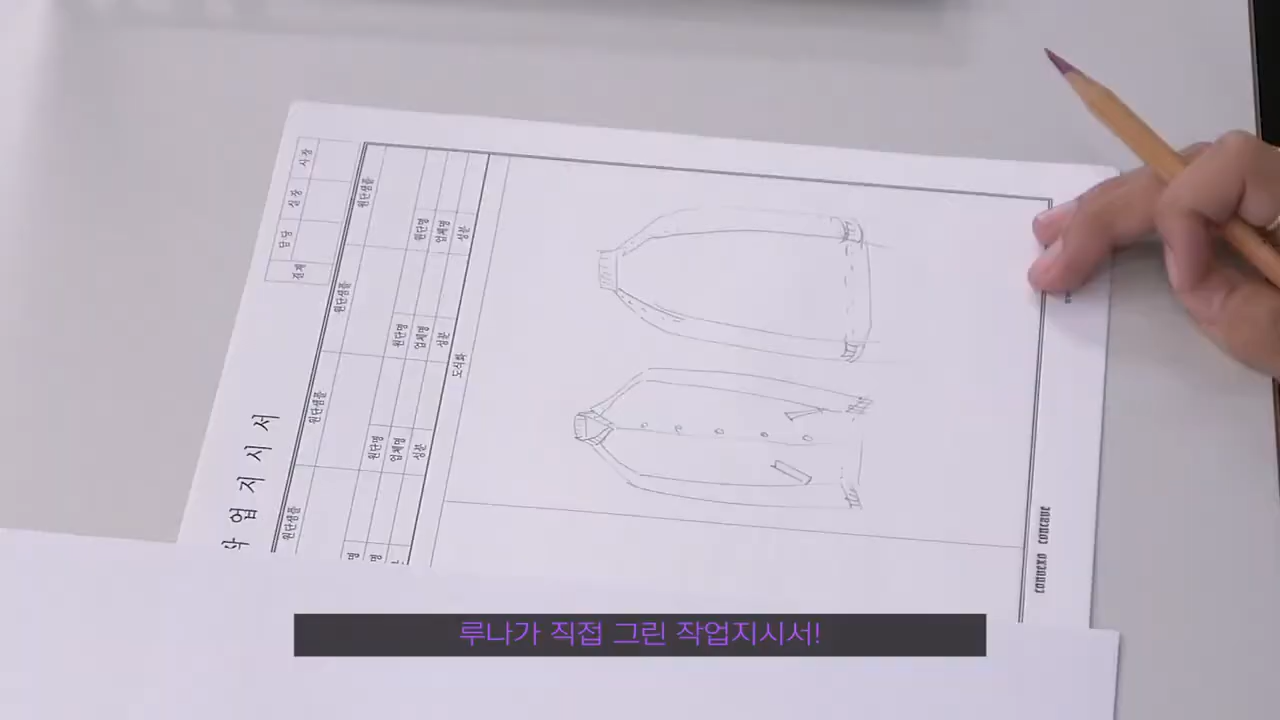 작업지시서
결재 담당 실장 사장
원단샘플 원단샘플 원단샘플 원단샘플
원단명 원단명 원단명
업체명 업체명 업체명
성분 성분 성분
도식화
convexo concave
루나가 직접 그린 작업지시서!